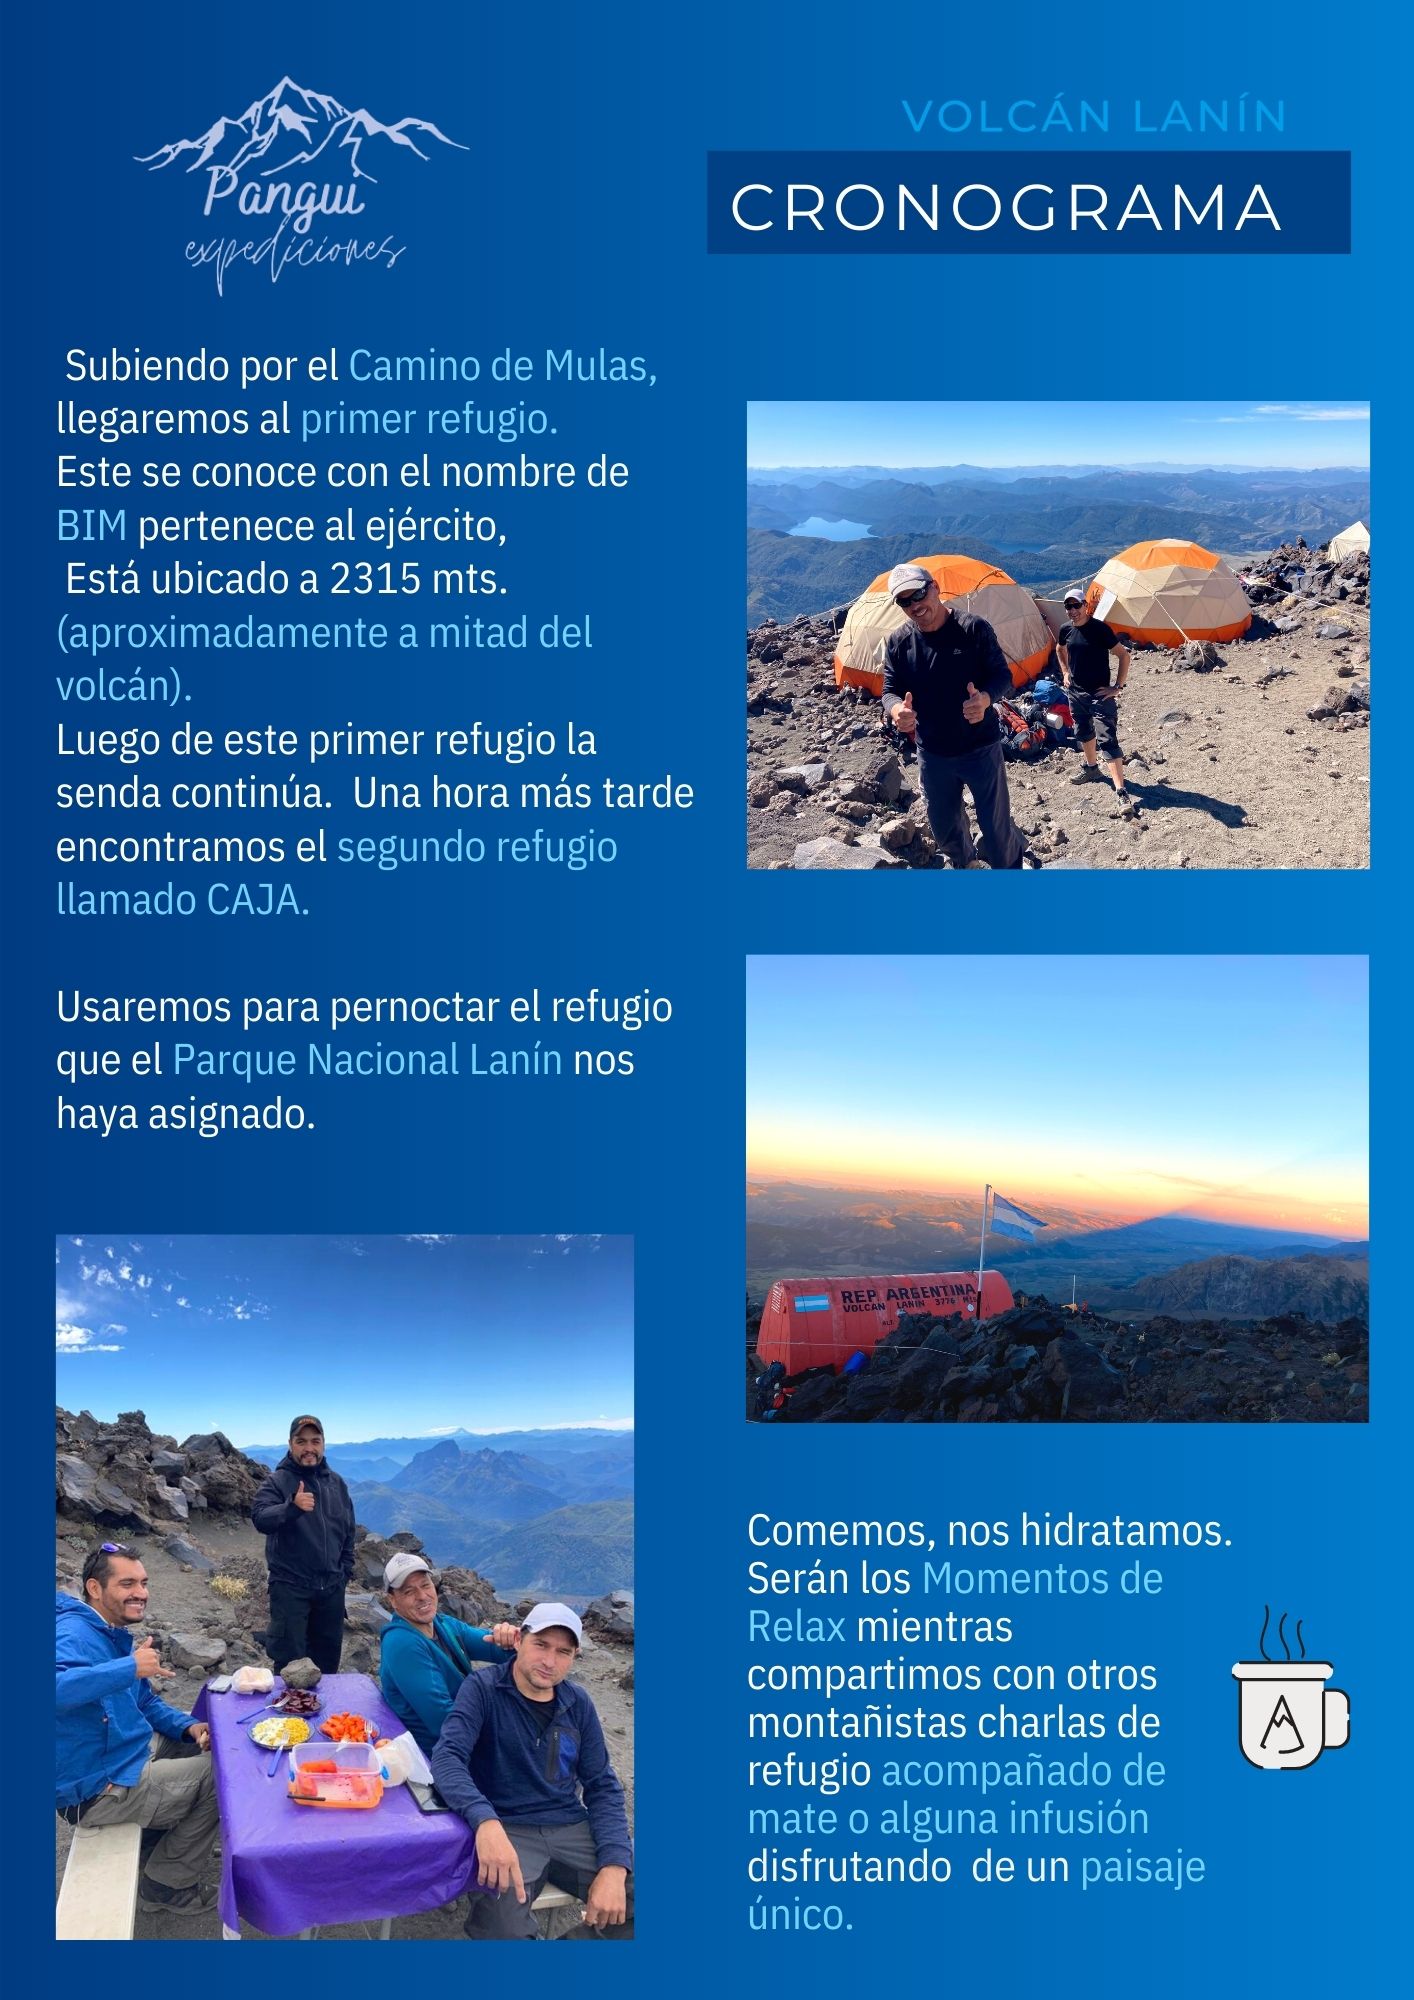 Pangui
expediciones
VOLCÁN LANÍN
CRONOGRAMA
Subiendo por el Camino de Mulas,
llegaremos al primer refugio.
Este se conoce con el nombre de
BIM pertenece al ejército,
Está ubicado a 2315 mts.
(aproximadamente a mitad del
volcán).
Luego de este primer refugio la
senda continúa. Una hora más tarde
encontramos el segundo refugio
llamado CAJA.
Usaremos para pernoctar el refugio
que el Parque Nacional Lanín nos
haya asignado.
REP ARGENTINA
VOLCAN LANIN 3776 Mts
Comemos, nos hidratamos.
Serán los Momentos de
Relax mientras
compartimos con otros
montañistas charlas de
refugio acompañado de
mate o alguna infusión
disfrutando de un paisaje
único.